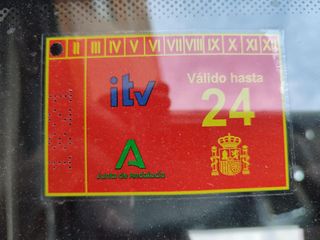 II III IV V VI VII VIII IX X XI XII
itv
Válido hasta
24
Junta de Andalucía